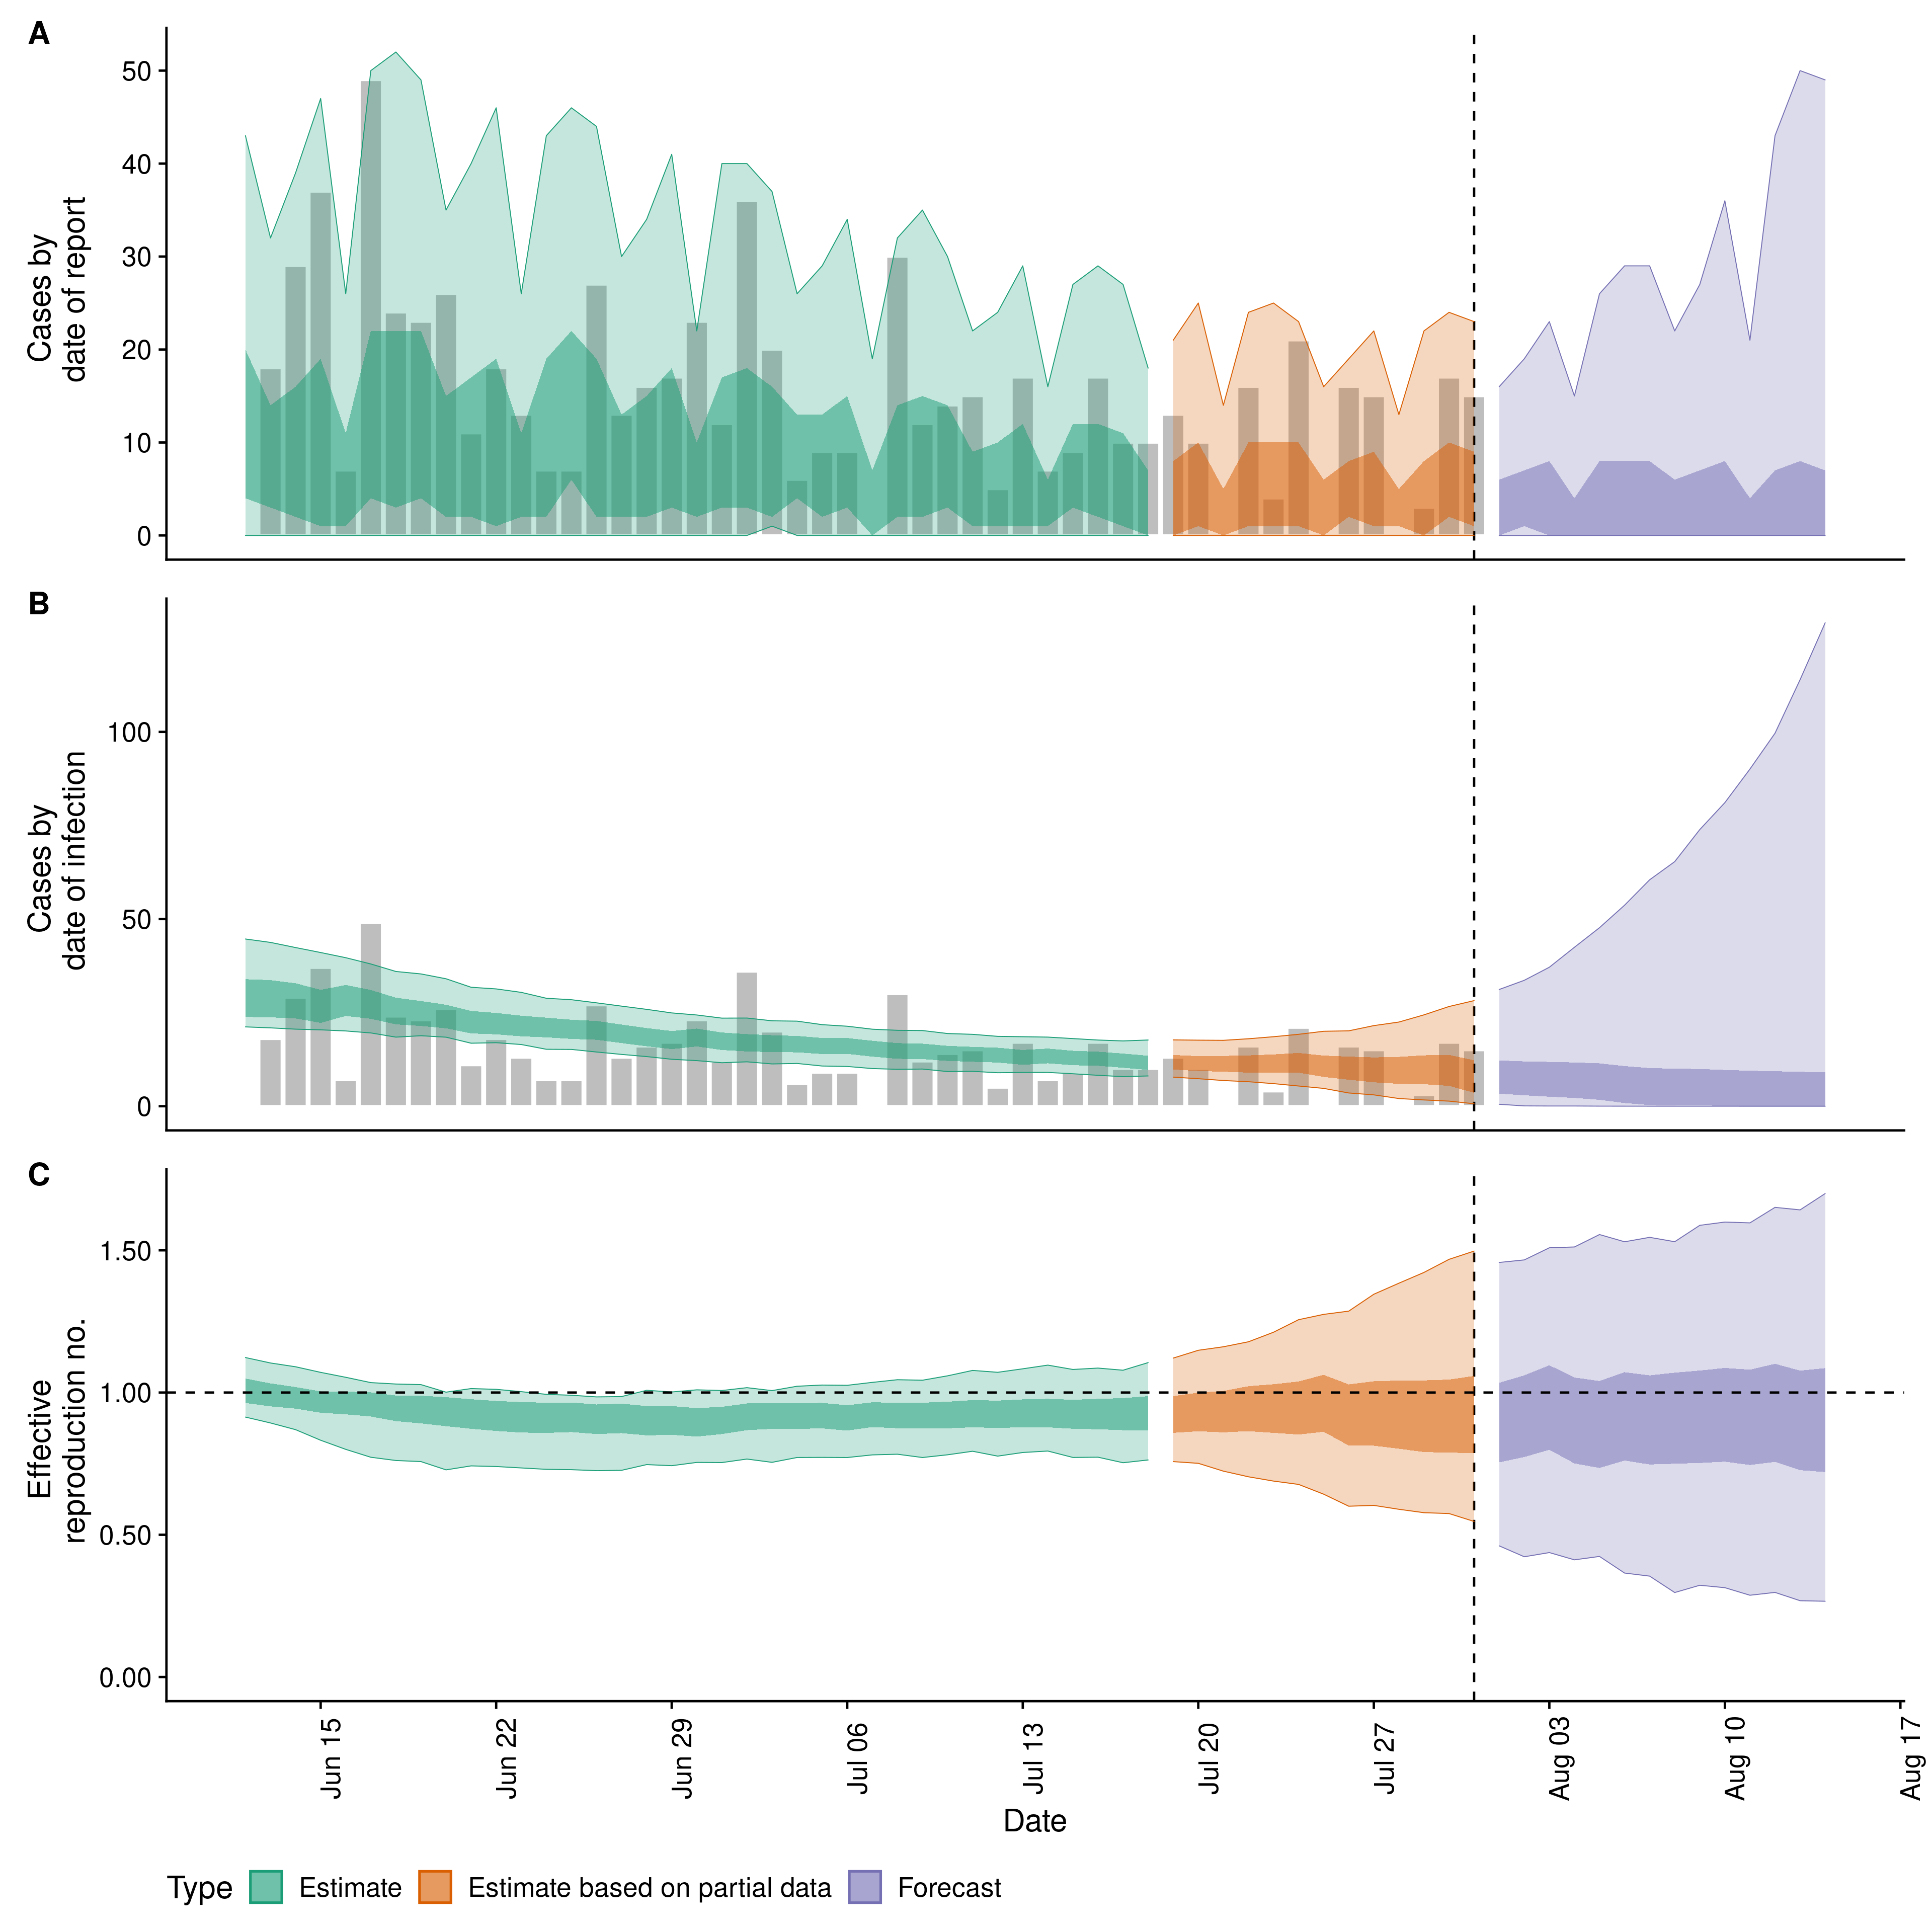 A
50
40
30
20
10
0
Cases by
date of report
B
100
50
0
Cases by
date of infection
C
1.50
1.00
0.50
0.00
Effective
reproduction no.
Jun 15
Jun 22
Jun 29
Jul 06
Jul 13
Jul 20
Jul 27
Aug 03
Aug 10
Aug 17
Date
Type Estimate Estimate based on partial data Forecast